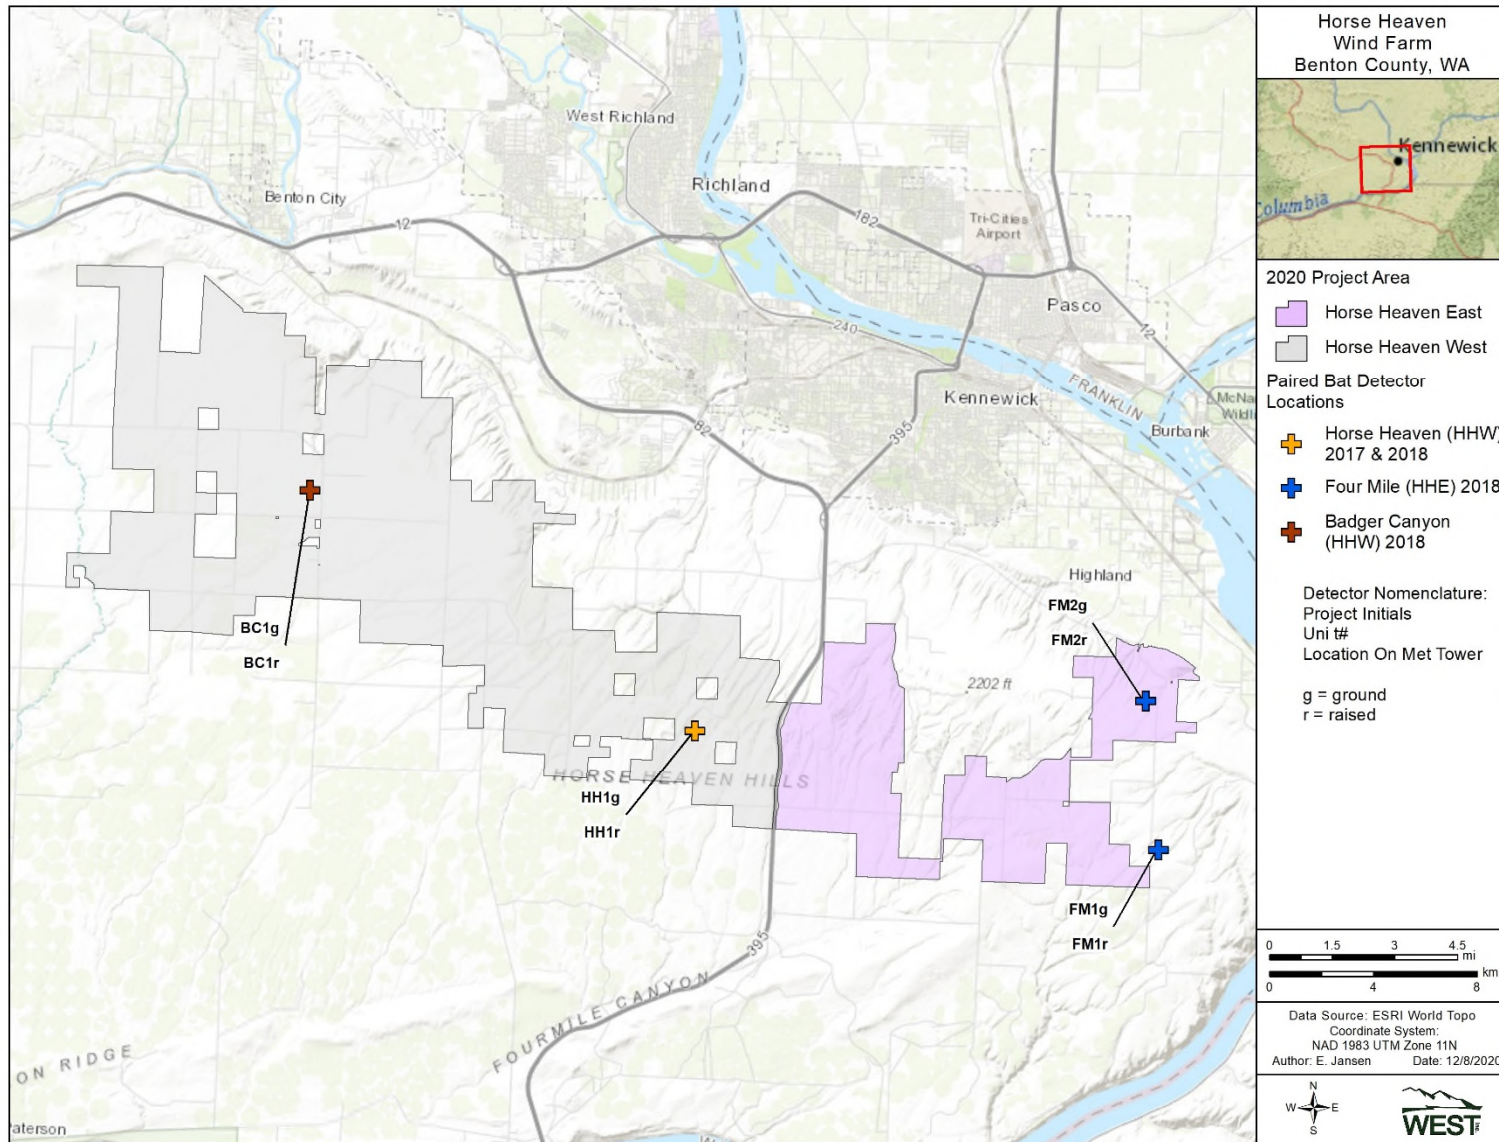 Horse Heaven
Wind Farm
Benton County, WA
Kennewick
Columbia
2020 Project Area
Horse Heaven East
Horse Heaven West
Paired Bat Detector
Locations
Horse Heaven (HHW)
2017 & 2018
Four Mile (HHE) 2018
Badger Canyon
(HHW) 2018
Detector Nomenclature:
Project Initials
Uni t#
Location On Met Tower
g = ground
r = raised
0 1.5 3 4.5
mi
km
0 4 8
Data Source: ESRI World Topo
Coordinate System:
NAD 1983 UTM Zone 11N
Author: E. Jansen Date: 12/8/2020
N
W E
S
WEST
Inc.
West Richland
Richland
Benton City
12
182
Tri-Cities
Airport
Pasco
240
12
Kennewick
FRANKLIN
McNa
Wildli
Burbank
82
395
Highland
BC1g
BC1r
FM2g
FM2r
2202 ft
HORSE HEAVEN HILLS
HH1g
HH1r
FM1g
FM1r
395
FOURMILE CANYON
ON RIDGE
aterson